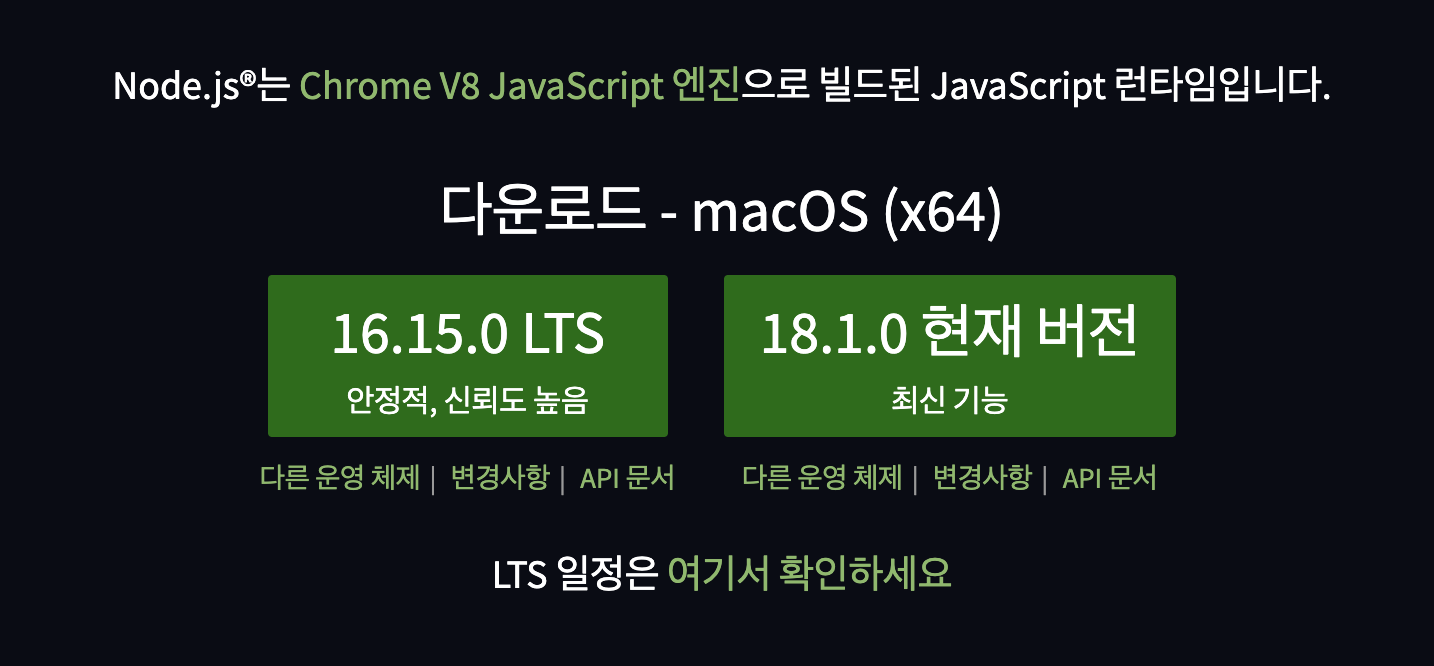 Node.js®는 Chrome V8 JavaScript 엔진으로 빌드된 JavaScript 런타임입니다.
다운로드 - macOS (x64)
16.15.0 LTS
안정적, 신뢰도 높음
18.1.0 현재 버전
최신 기능
다른 운영 체제 | 변경사항 | API 문서
다른 운영 체제 | 변경사항 | API 문서
LTS 일정은 여기서 확인하세요